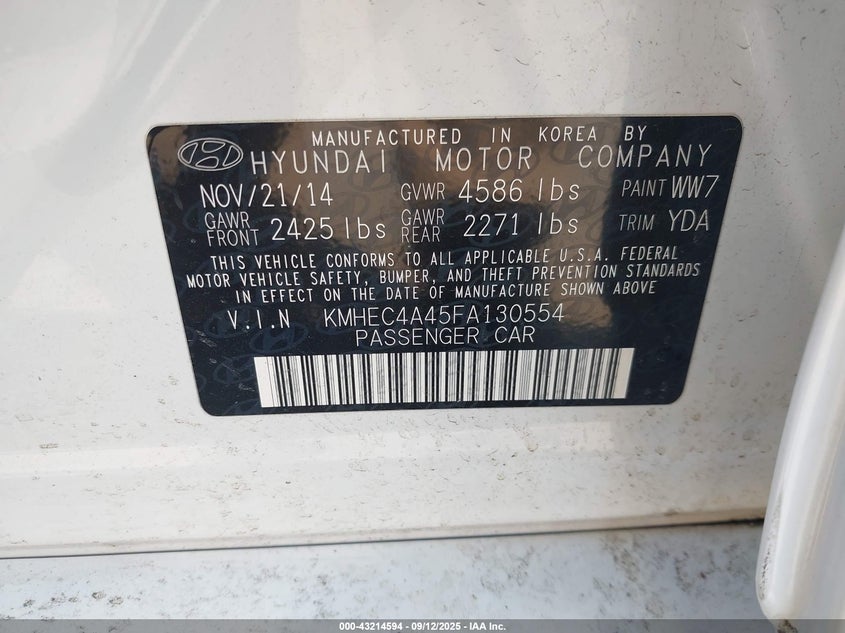 MANUFACTURED IN KOREA BY
HYUNDAI MOTOR COMPANY
NOV/21/14 GVWR 4586 lbs PAINT WW7
GAWR FRONT 2425 lbs GAWR REAR 2271 lbs TRIM YDA
THIS VEHICLE CONFORMS TO ALL APPLICABLE U.S.A. FEDERAL
MOTOR VEHICLE SAFETY, BUMPER, AND THEFT PREVENTION STANDARDS
IN EFFECT ON THE DATE OF MANUFACTURE SHOWN ABOVE
V.I.N KMHEC4A45FA130554
PASSENGER CAR
000-43214594 - 09/12/2025 - IAA Inc.